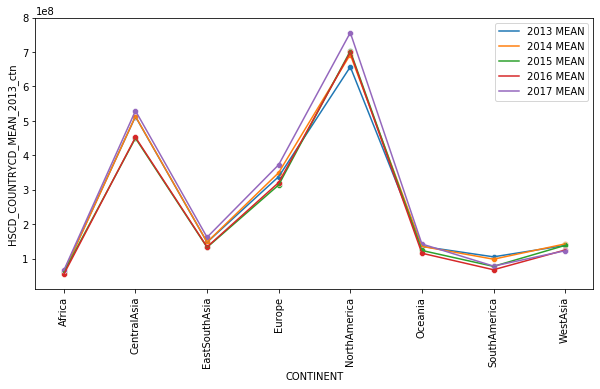 1e8
8
7
6
5
4
3
2
1
HSCD_COUNTRYCD_MEAN_2013_ctn
2013 MEAN
2014 MEAN
2015 MEAN
2016 MEAN
2017 MEAN
Africa
CentralAsia
EastSouthAsia
Europe
NorthAmerica
Oceania
SouthAmerica
WestAsia
CONTINENT